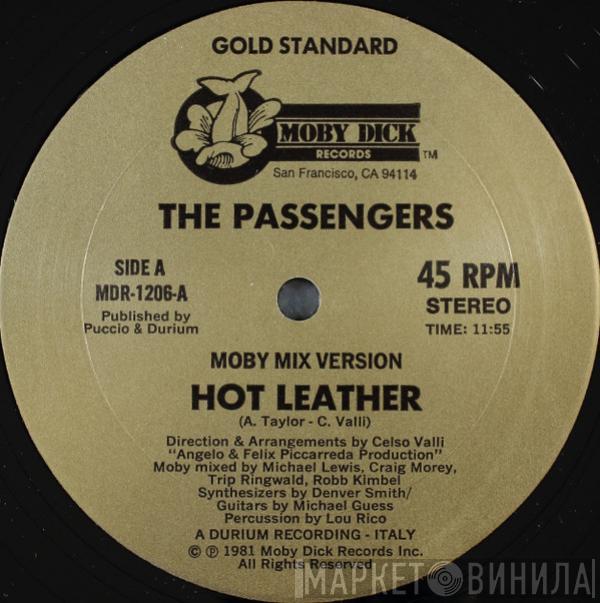 GOLD STANDARD
MOBY DICK
RECORDS
TM
San Francisco, CA 94114
THE PASSENGERS
SIDE A
MDR-1206-A
Published by
Puccio & Durium
45 RPM
STEREO
TIME: 11:55
MOBY MIX VERSION
HOT LEATHER
(A. Taylor - C. Valli)
Direction & Arrangements by Celso Valli
"Angelo & Felix Piccarreda Production"
Moby mixed by Michael Lewis, Craig Morey,
Trip Ringwald, Robb Kimbel
Synthesizers by Denver Smith/
Guitars by Michael Guess
Percussion by Lou Rico
A DURIUM RECORDING - ITALY
© ℗ 1981 Moby Dick Records Inc.
All Rights Reserved
МАРКЕТ ВИНИЛА